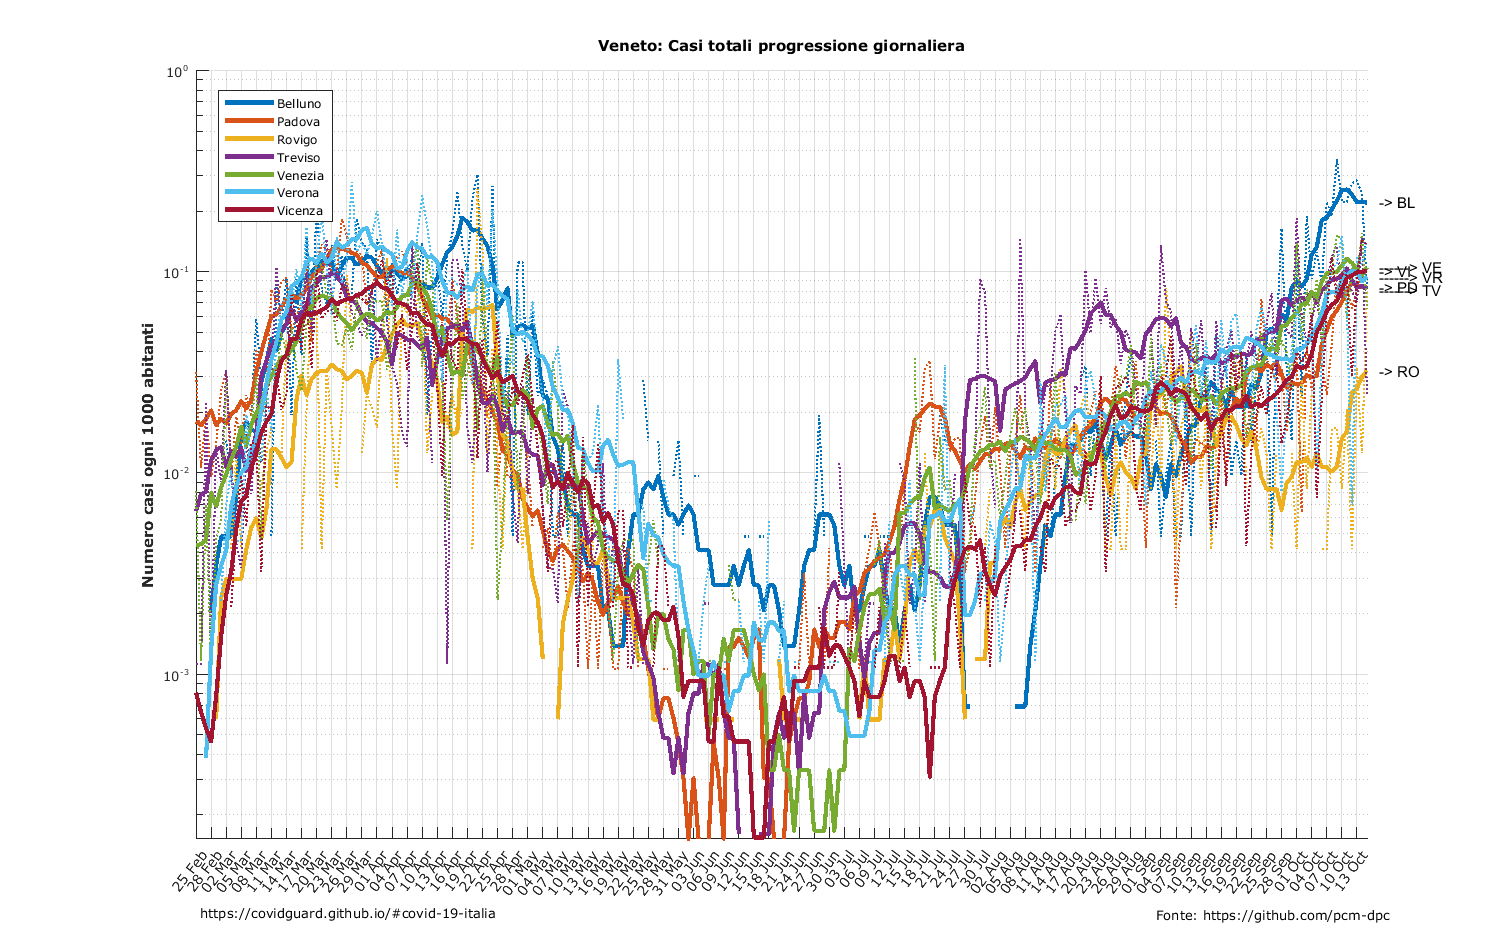 Veneto: Casi totali progressione giornaliera
10^0
10^-1
10^-2
10^-3
Numero casi ogni 1000 abitanti
Belluno
Padova
Rovigo
Treviso
Venezia
Verona
Vicenza
-> BL
-> VE
-> VI
-> VR
-> PD
-> TV
-> RO
25 Feb
28 Feb
02 Mar
05 Mar
08 Mar
11 Mar
14 Mar
17 Mar
20 Mar
23 Mar
26 Mar
29 Mar
01 Apr
04 Apr
07 Apr
10 Apr
13 Apr
16 Apr
19 Apr
22 Apr
25 Apr
28 Apr
01 May
04 May
07 May
10 May
13 May
16 May
19 May
22 May
25 May
28 May
31 May
03 Jun
06 Jun
09 Jun
12 Jun
15 Jun
18 Jun
21 Jun
24 Jun
27 Jun
30 Jun
03 Jul
06 Jul
09 Jul
12 Jul
15 Jul
18 Jul
21 Jul
24 Jul
27 Jul
30 Jul
02 Aug
05 Aug
08 Aug
11 Aug
14 Aug
17 Aug
20 Aug
23 Aug
26 Aug
29 Aug
01 Sep
04 Sep
07 Sep
10 Sep
13 Sep
16 Sep
19 Sep
22 Sep
25 Sep
28 Sep
01 Oct
04 Oct
07 Oct
10 Oct
13 Oct
https://covidguard.github.io/#covid-19-italia
Fonte: https://github.com/pcm-dpc